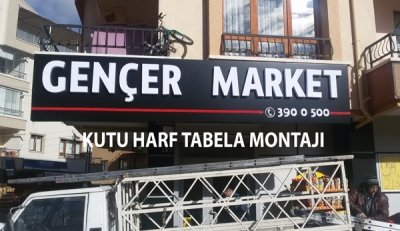 GENÇER MARKET
390 0 500
KUTU HARF TABELA MONTAJI